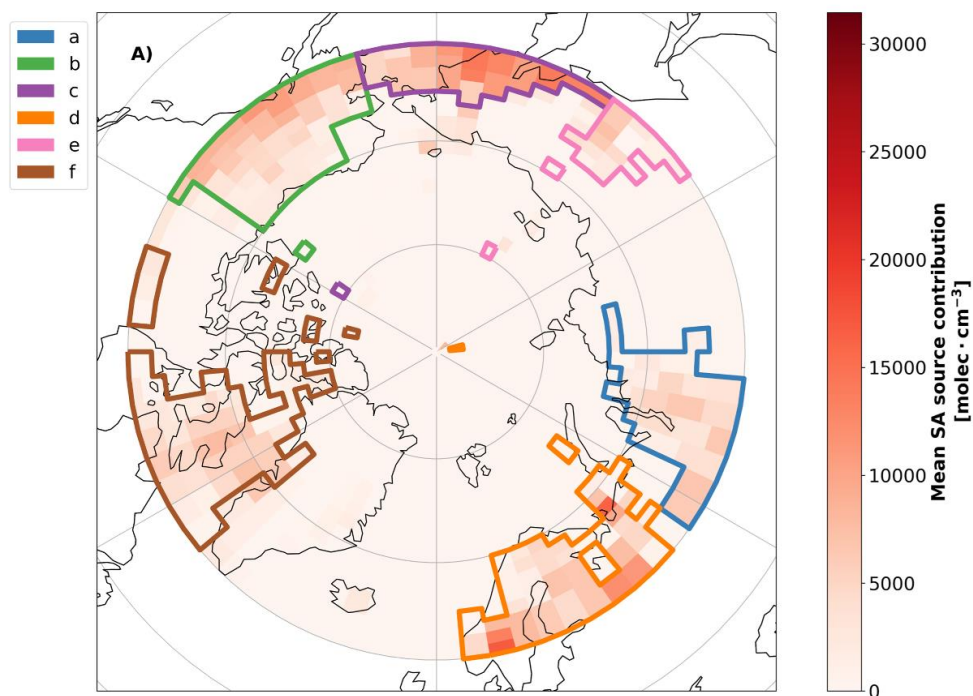 a
b
c
d
e
f
A)
30000
25000
20000
15000
10000
5000
0
Mean SA source contribution
[molec · cm⁻³]